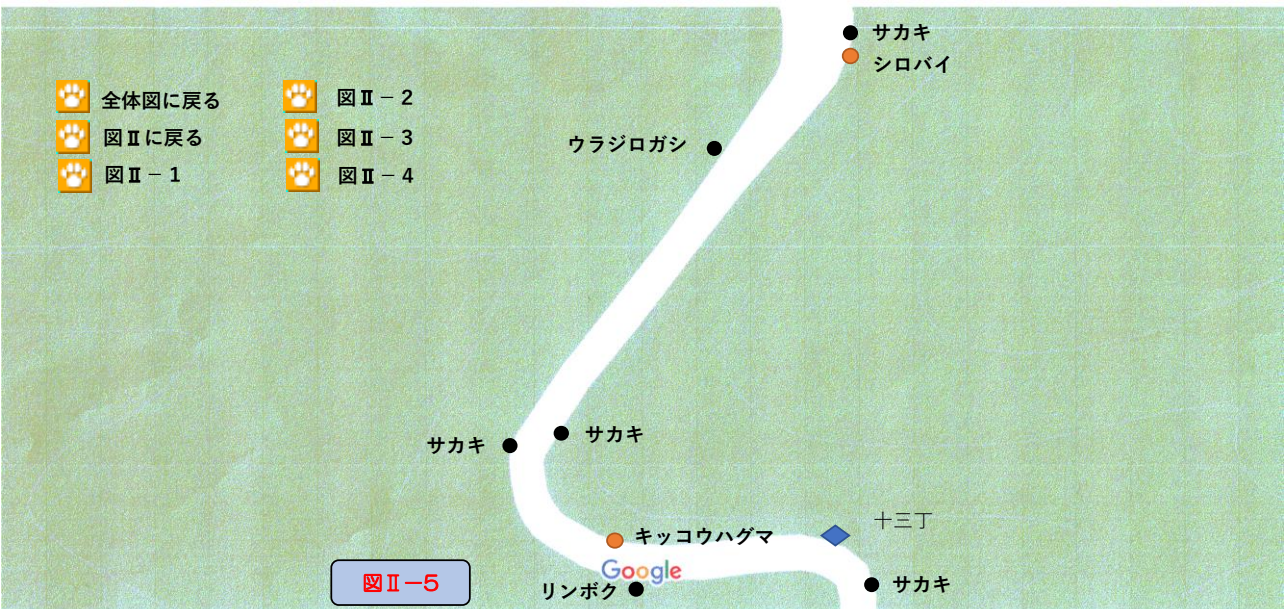 サカキ
シロバイ
全体図に戻る
図Ⅱ－2
図Ⅱに戻る
図Ⅱ－3
ウラジロガシ
図Ⅱ－1
図Ⅱ－4
サカキ
サカキ
十三丁
キッコウハグマ
Google
図Ⅱ－5
リンボク
サカキ